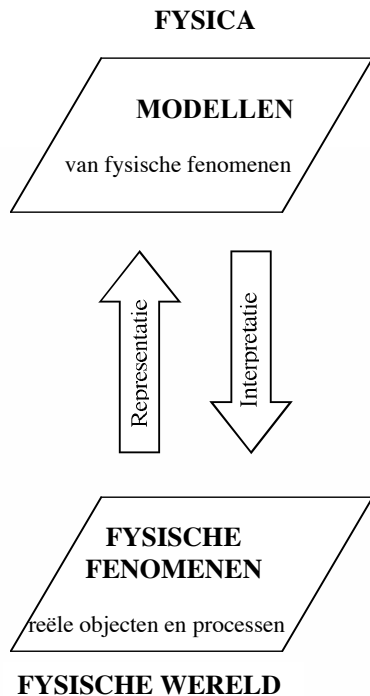 FYSICA
MODELLEN
van fysische fenomenen
Representatie
Interpretatie
FYSISCHE
FENOMENEN
reële objecten en processen
FYSISCHE WERELD